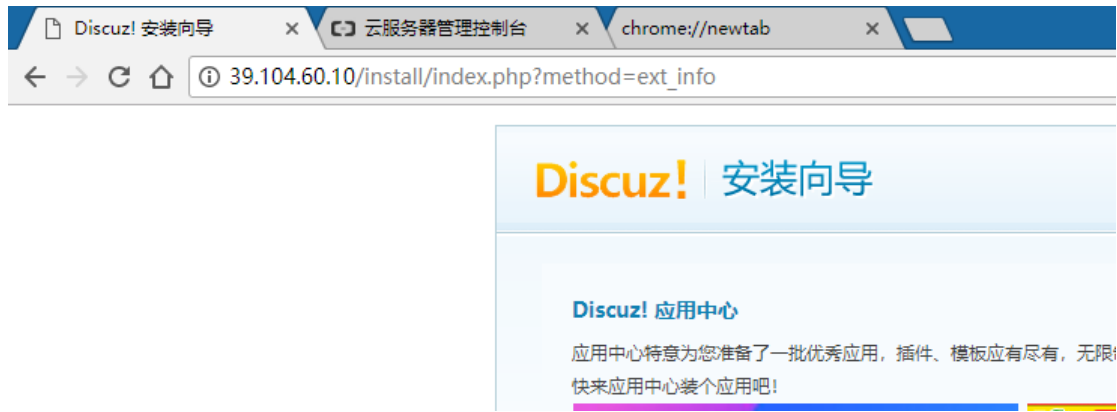 Discuz! 安装向导
云服务器管理控制台
chrome://newtab
39.104.60.10/install/index.php?method=ext_info
Discuz! 安装向导
Discuz! 应用中心
应用中心特意为您准备了一批优秀应用，插件、模板应有尽有，无限
快来应用中心装个应用吧！